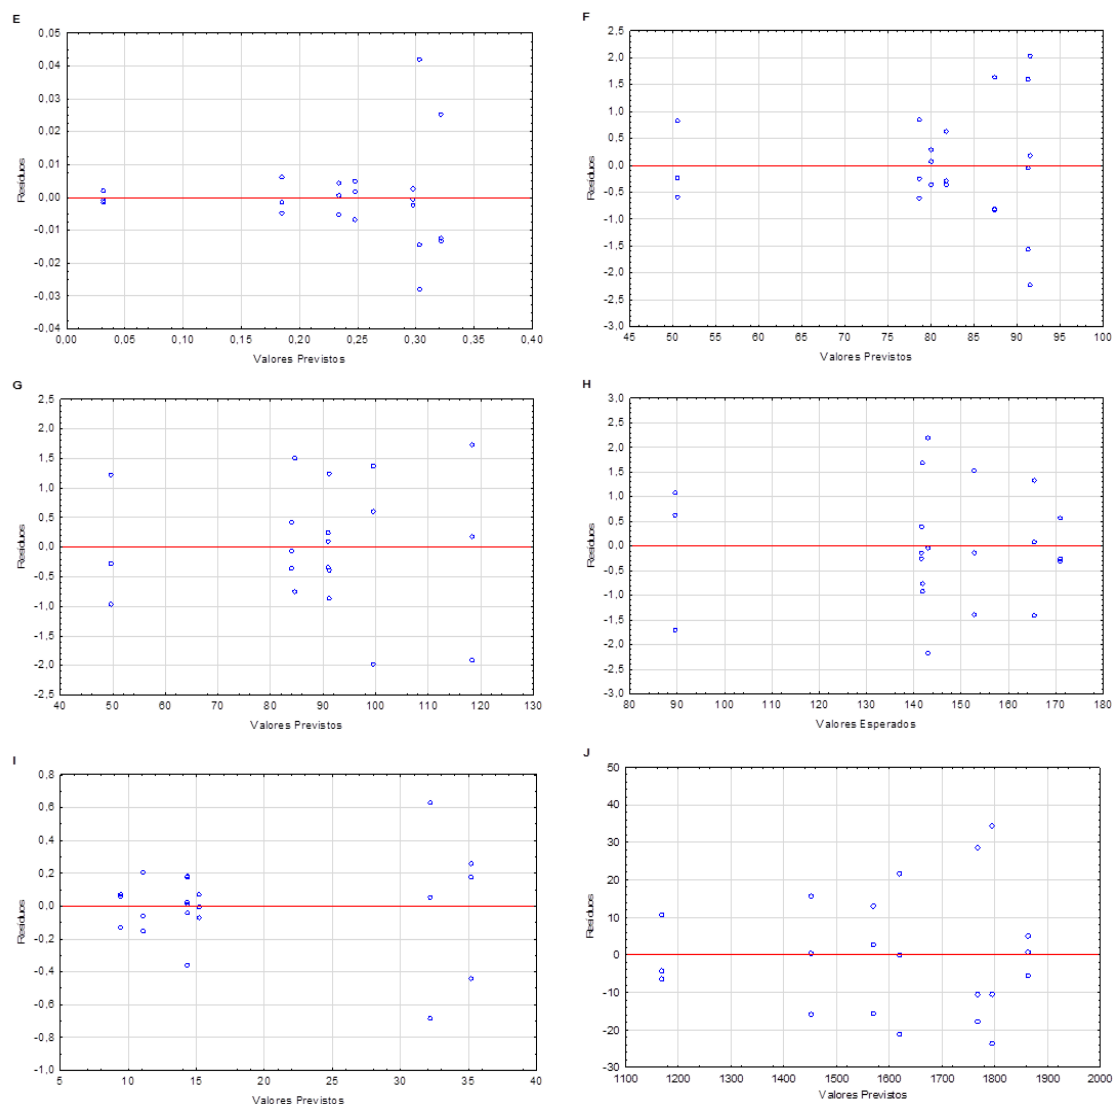 E
0,05
0,04
0,03
0,02
0,01
0,00
-0,01
-0,02
-0,03
-0,04
Resíduos
0,00 0,05 0,10 0,15 0,20 0,25 0,30 0,35 0,40
Valores Previstos
F
2,5
2,0
1,5
1,0
0,5
0,0
-0,5
-1,0
-1,5
-2,0
-2,5
-3,0
Resíduos
45 50 55 60 65 70 75 80 85 90 95 100
Valores Previstos
G
2,5
2,0
1,5
1,0
0,5
0,0
-0,5
-1,0
-1,5
-2,0
-2,5
Resíduos
40 50 60 70 80 90 100 110 120 130
Valores Previstos
H
3,0
2,5
2,0
1,5
1,0
0,5
0,0
-0,5
-1,0
-1,5
-2,0
-2,5
-3,0
Resíduos
80 90 100 110 120 130 140 150 160 170 180
Valores Esperados
I
0,8
0,6
0,4
0,2
0,0
-0,2
-0,4
-0,6
-0,8
-1,0
Resíduos
5 10 15 20 25 30 35 40
Valores Previstos
J
50
40
30
20
10
0
-10
-20
-30
Resíduos
1100 1200 1300 1400 1500 1600 1700 1800 1900 2000
Valores Previstos